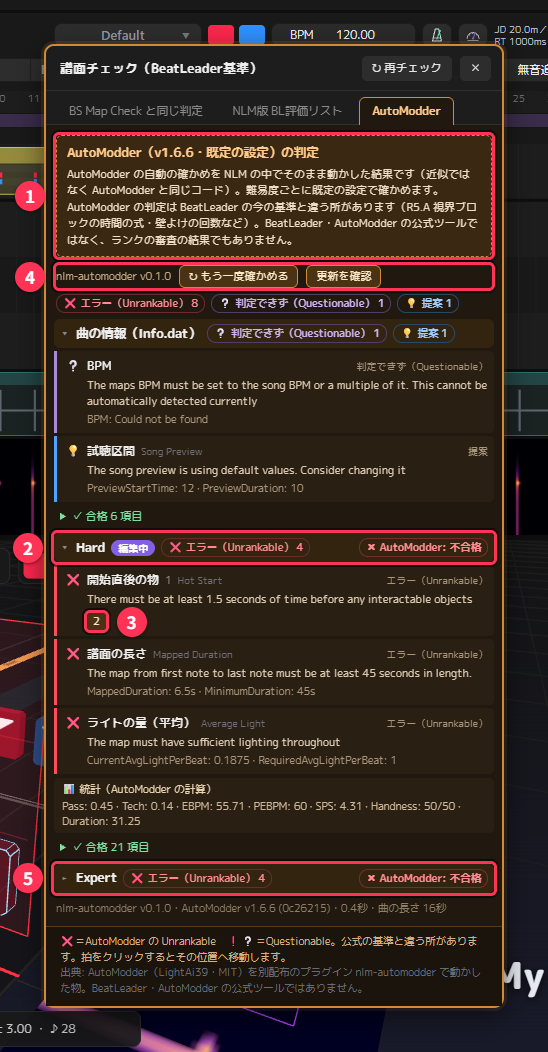 Default
BPM 120.00
JD 20.0m／
RT 1000ms
譜面チェック（BeatLeader基準）
↻ 再チェック
×
無音追
11
25
BS Map Check と同じ判定
NLM版 BL評価リスト
AutoModder
1
AutoModder（v1.6.6・既定の設定）の判定
AutoModder の自動の確かめを NLM の中でそのまま動かした結果です（近似では
なく AutoModder と同じコード）。難易度ごとに既定の設定で確かめます。
AutoModder の判定は BeatLeader の今の基準と違う所があります（R5.A 視界ブロ
ックの時間の式・壁よけの回数など）。BeatLeader・AutoModder の公式ツールで
はなく、ランクの審査の結果でもありません。
4
nlm-automodder v0.1.0 ↻ もう一度確かめる 更新を確認
❌ エラー（Unrankable）8 ❔ 判定できず（Questionable）1 💡 提案 1
曲の情報（Info.dat） ❔ 判定できず（Questionable）1 💡 提案 1
❔ BPM 判定できず（Questionable）
The maps BPM must be set to the song BPM or a multiple of it. This cannot be
automatically detected currently
BPM: Could not be found
💡 試聴区間 Song Preview 提案
The song preview is using default values. Consider changing it
PreviewStartTime: 12 · PreviewDuration: 10
▶ ✓ 合格 6 項目
2
Hard 編集中 ❌ エラー（Unrankable）4 ✖ AutoModder: 不合格
❌ 開始直後の物 1 Hot Start エラー（Unrankable）
There must be at least 1.5 seconds of time before any interactable objects
2
3
❌ 譜面の長さ Mapped Duration エラー（Unrankable）
The map from first note to last note must be at least 45 seconds in length.
MappedDuration: 6.5s · MinimumDuration: 45s
❌ ライトの量（平均） Average Light エラー（Unrankable）
The map must have sufficient lighting throughout
CurrentAvgLightPerBeat: 0.1875 · RequiredAvgLightPerBeat: 1
📊 統計（AutoModder の計算）
Pass: 0.45 · Tech: 0.14 · EBPM: 55.71 · PEBPM: 60 · SPS: 4.31 · Handness: 50/50 ·
Duration: 31.25
▶ ✓ 合格 21 項目
5
Expert ❌ エラー（Unrankable）4 ✖ AutoModder: 不合格
nlm-automodder v0.1.0 · AutoModder v1.6.6 (0c26215) · 0.4秒 · 曲の長さ 16秒
❌＝AutoModder の Unrankable ❗❔＝Questionable。公式の基準と違う所がありま
す。拍をクリックするとその位置へ移動します。
出典: AutoModder（LightAi39・MIT）を別配布のプラグイン nlm-automodder で動かし
た物。BeatLeader・AutoModder の公式ツールではありません。
My
3.00 · ♪ 28